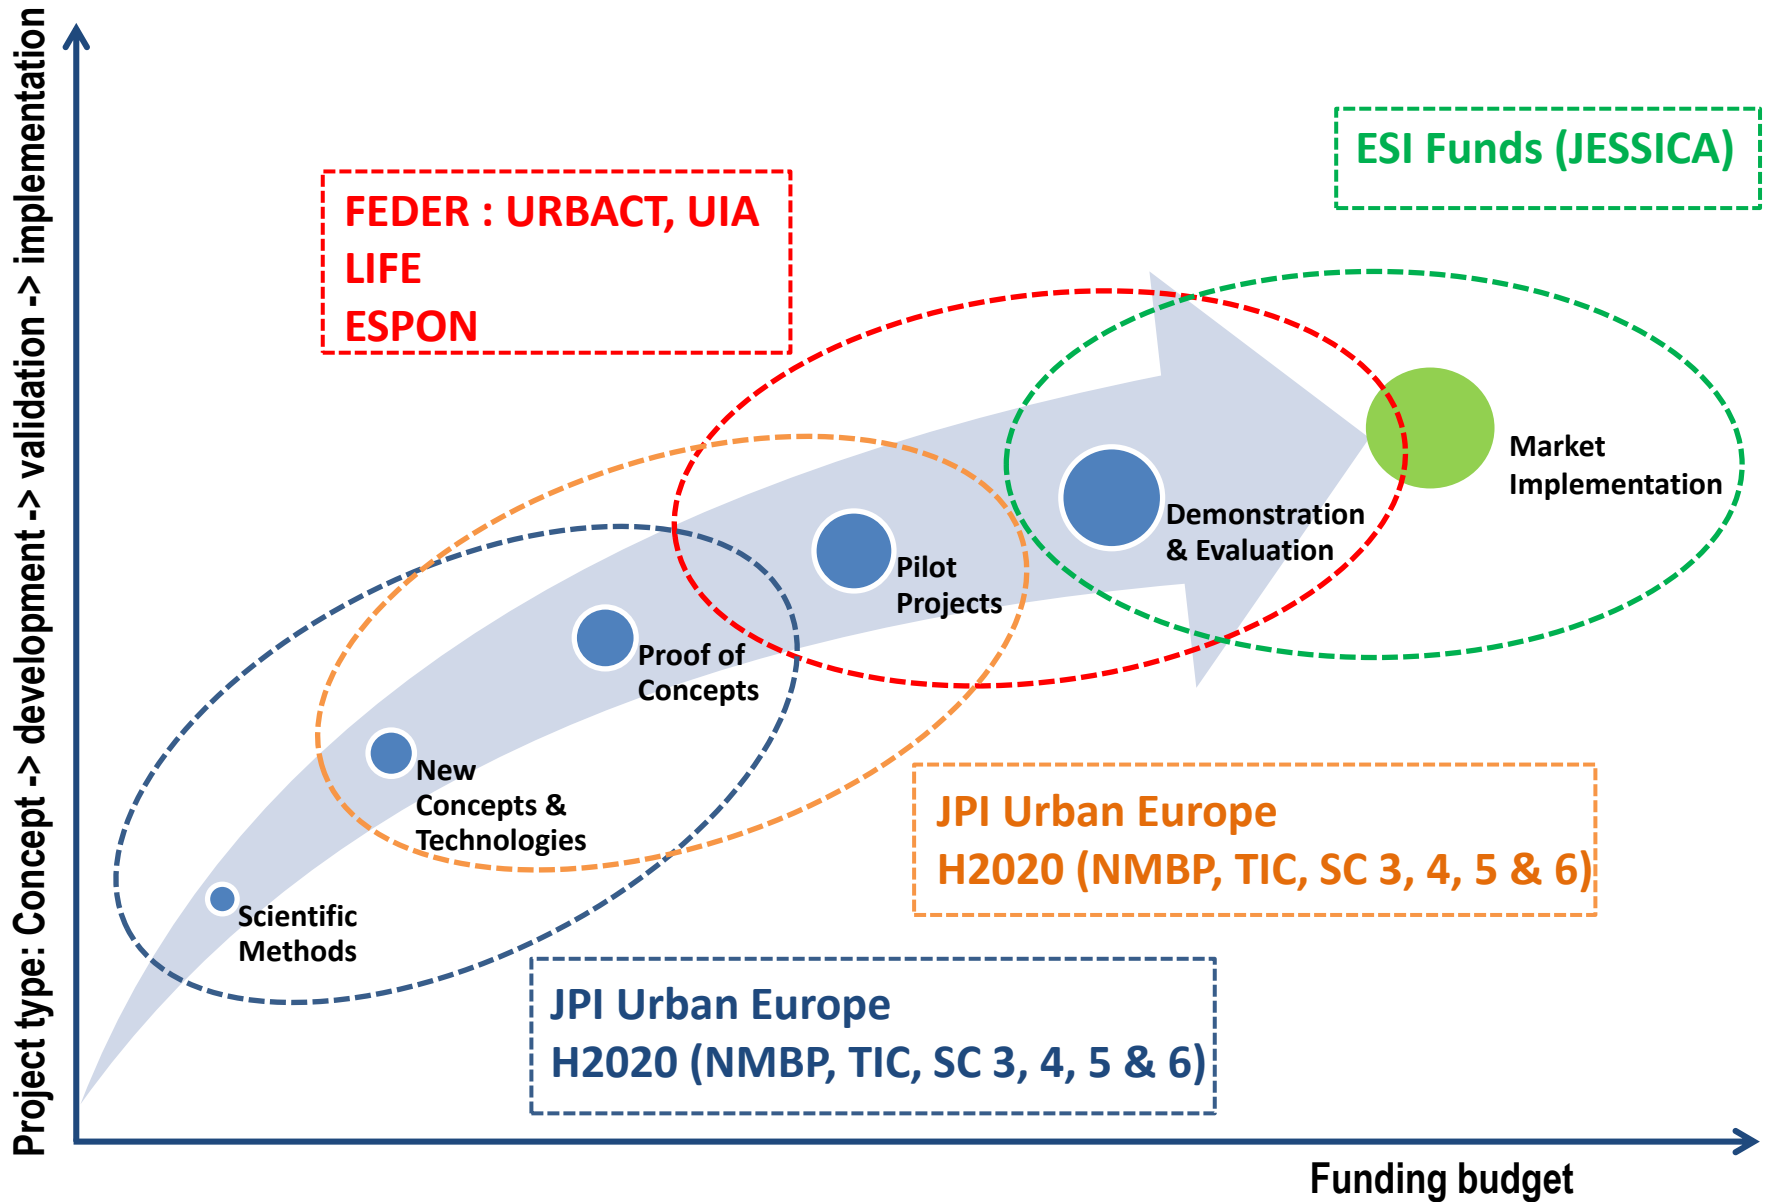 Project type: Concept -> development -> validation -> implementation
ESI Funds (JESSICA)
FEDER : URBACT, UIA
LIFE
ESPON
Market
Implementation
Demonstration
& Evaluation
Pilot
Projects
Proof of
Concepts
New
Concepts &
Technologies
Scientific
Methods
JPI Urban Europe
H2020 (NMBP, TIC, SC 3, 4, 5 & 6)
JPI Urban Europe
H2020 (NMBP, TIC, SC 3, 4, 5 & 6)
Funding budget